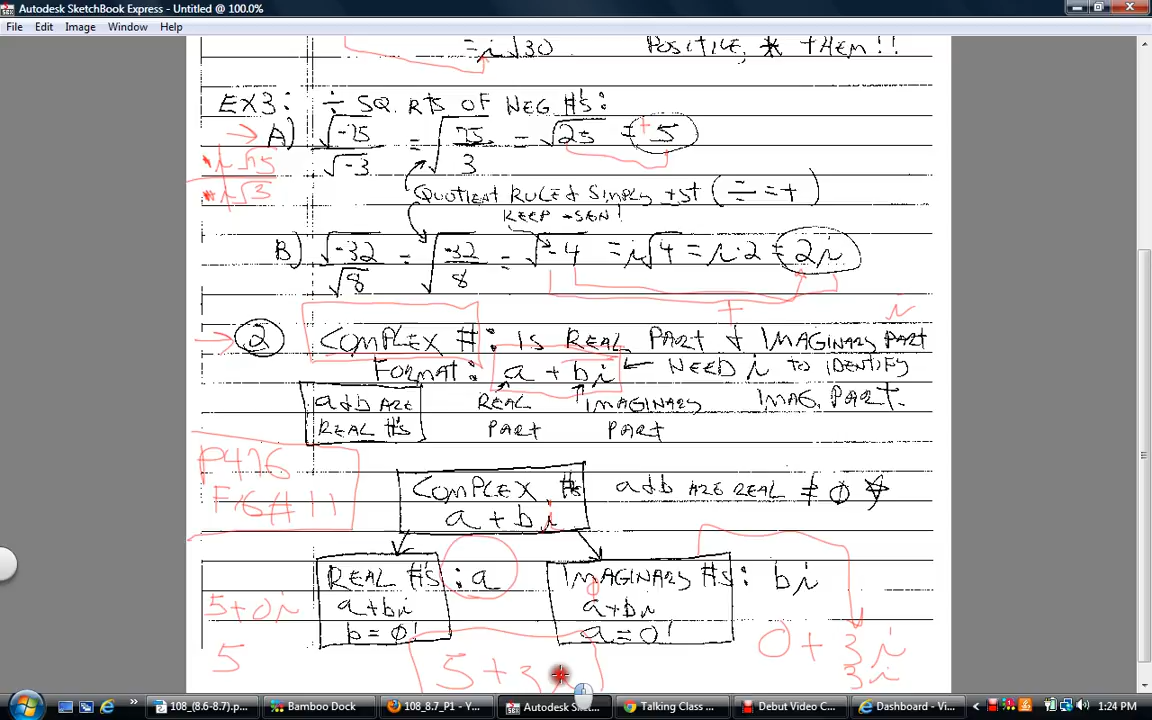 Autodesk SketchBook Express - Untitled @ 100.0%
File Edit Image Window Help
= i√30 POSITIVE, * THEM!!
EX3: ÷ SQ. RTS OF NEG #'S:
A) √-75 / √-3 = √75/3 = √25 = +5
i√75
i√3
QUOTIENT RULE & SIMPLIFY 1st (-/- = +)
KEEP - SIGN!
B) √-32 / √8 = √-32/8 = √-4 = i√4 = i·2 = 2i
i
② COMPLEX #: IS REAL PART & IMAGINARY PART
FORMAT: a + bi ← NEED i TO IDENTIFY
a & b ARE REAL IMAGINARY IMAG. PART.
REAL #'S PART PART
P476
FIG# 11
COMPLEX #s a & b ARE REAL ≠ 0
a + bi
REAL #'S : a IMAGINARY #'S : bi
5+0i a+bi a+bi
b = 0! a = 0!
5 5 + 3i 0 + 3i
3i
108_(8.6-8.7).p... Bamboo Dock 108_8.7_P1 - Y... Autodesk Sketc... Talking Class ... Debut Video C... Dashboard - Vi... 1:24 PM